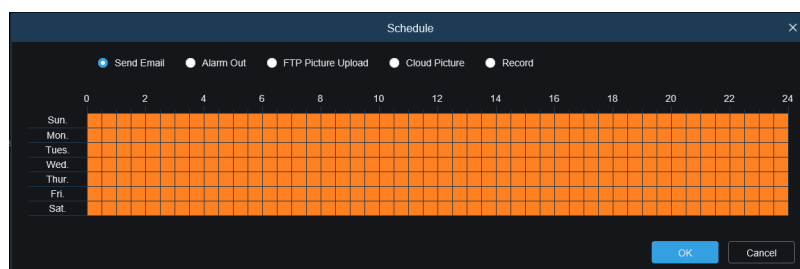 Schedule ×
Send Email Alarm Out FTP Picture Upload Cloud Picture Record
0 2 4 6 8 10 12 14 16 18 20 22 24
Sun.
Mon.
Tues.
Wed.
Thur.
Fri.
Sat.
OK Cancel